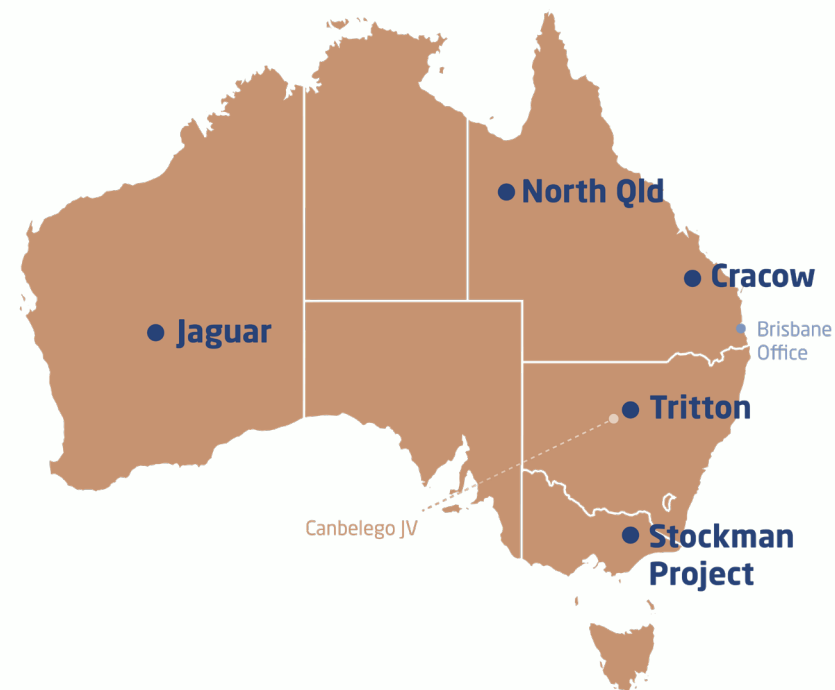 North Qld
Cracow
Jaguar
Brisbane
Office
Tritton
Canbelego JV
Stockman
Project